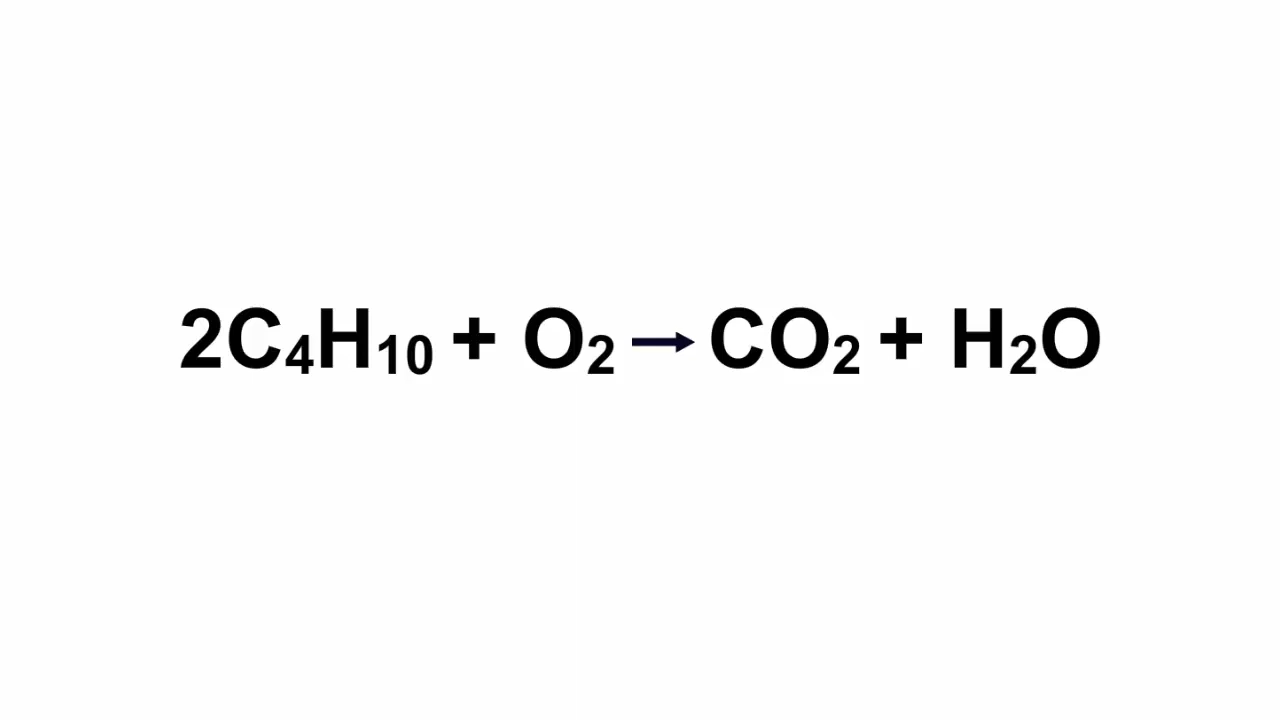 2C₄H₁₀ + O₂ → CO₂ + H₂O